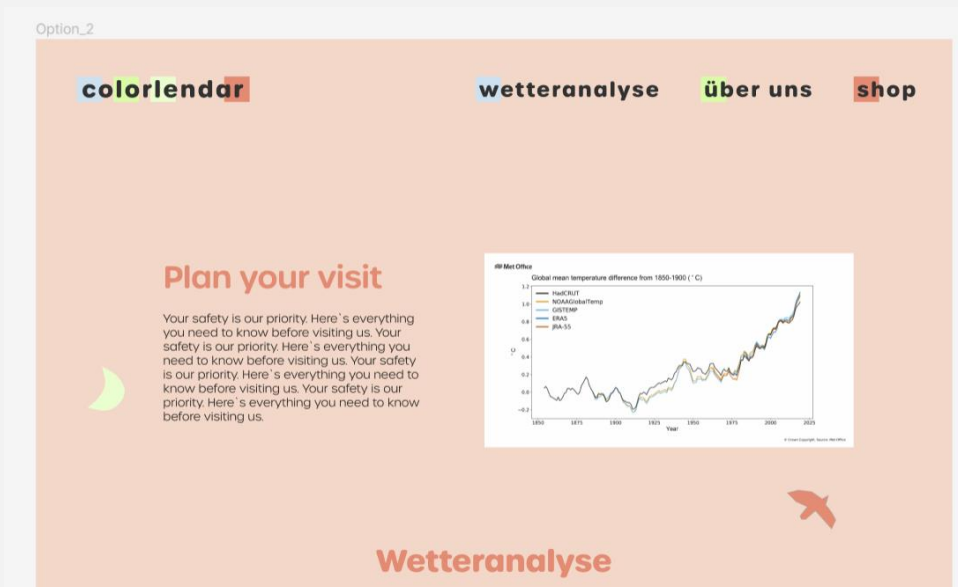 Option_2
colorlendar
wetteranalyse
über uns
shop
Plan your visit
Your safety is our priority. Here`s everything
you need to know before visiting us. Your
safety is our priority. Here`s everything you
need to know before visiting us. Your safety
is our priority. Here`s everything you need to
know before visiting us. Your safety is our
priority. Here`s everything you need to know
before visiting us.
Met Office
Global mean temperature difference from 1850-1900 (°C)
1.2
1.0
0.8
0.6
0.4
0.2
0.0
-0.2
°C
HadCRUT
NOAAGlobalTemp
GISTEMP
ERA5
JRA-55
1850
1875
1900
1925
1950
1975
2000
2025
Year
© Crown Copyright. Source: Met Office
Wetteranalyse